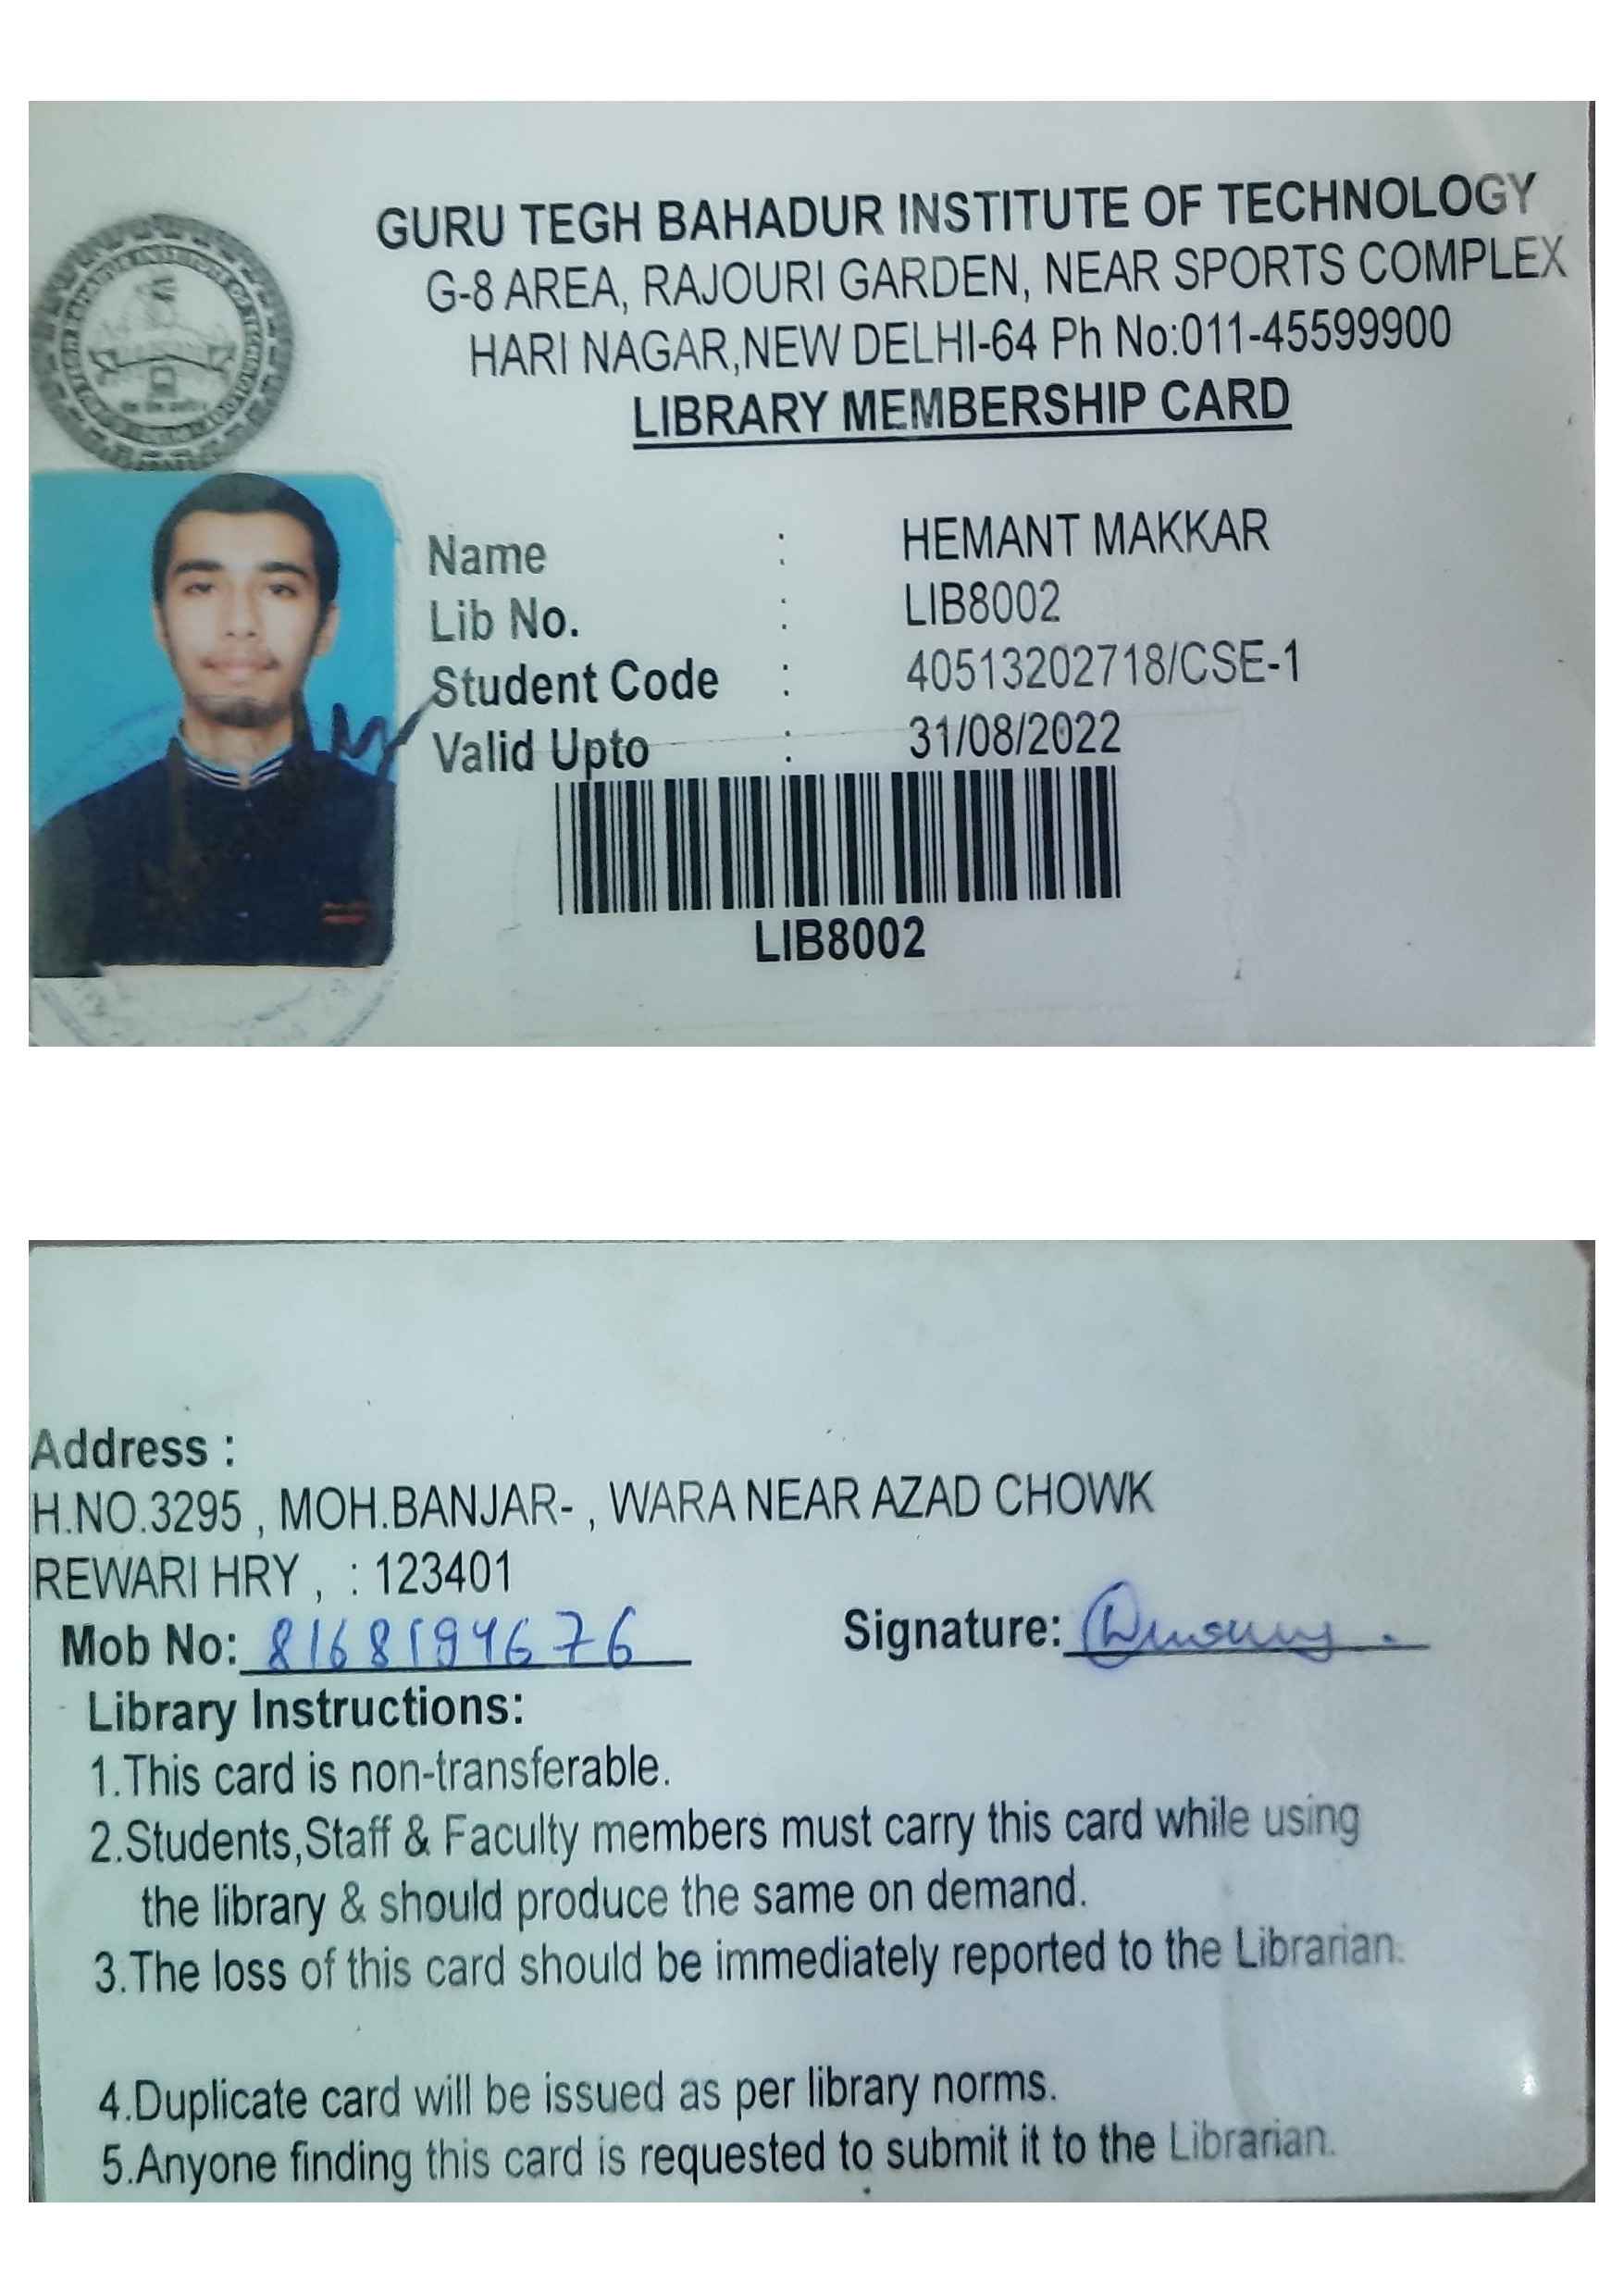 GURU TEGH BAHADUR INSTITUTE OF TECHNOLOGY
G-8 AREA, RAJOURI GARDEN, NEAR SPORTS COMPLEX
HARI NAGAR,NEW DELHI-64 Ph No:011-45599900
LIBRARY MEMBERSHIP CARD
Name : HEMANT MAKKAR
Lib No. : LIB8002
Student Code : 40513202718/CSE-1
Valid Upto : 31/08/2022
LIB8002
Address :
H.NO.3295 , MOH.BANJAR- , WARA NEAR AZAD CHOWK
REWARI HRY , : 123401
Mob No: 8168194676 Signature:
Library Instructions:
1.This card is non-transferable.
2.Students,Staff & Faculty members must carry this card while using
the library & should produce the same on demand.
3.The loss of this card should be immediately reported to the Librarian.
4.Duplicate card will be issued as per library norms.
5.Anyone finding this card is requested to submit it to the Librarian.